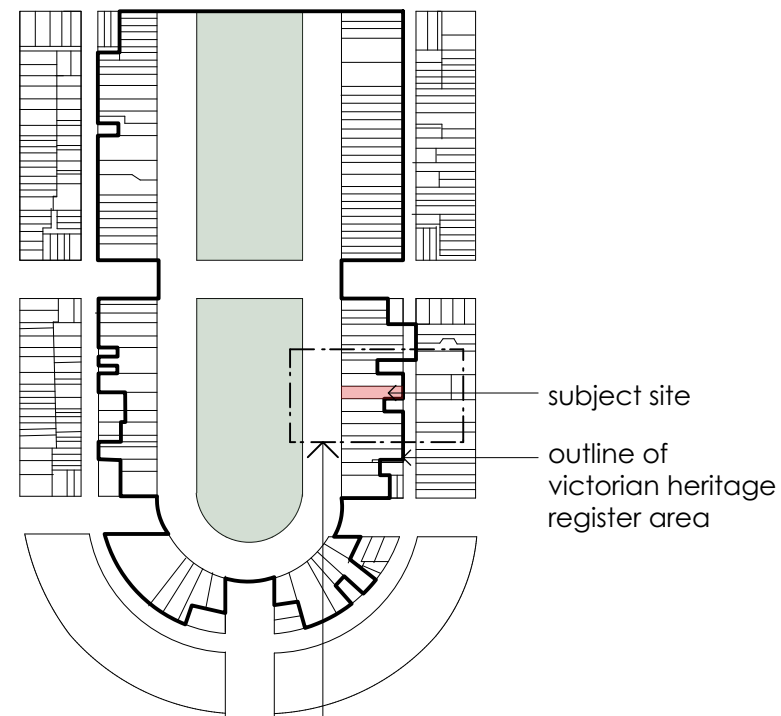 subject site
outline of
victorian heritage
register area